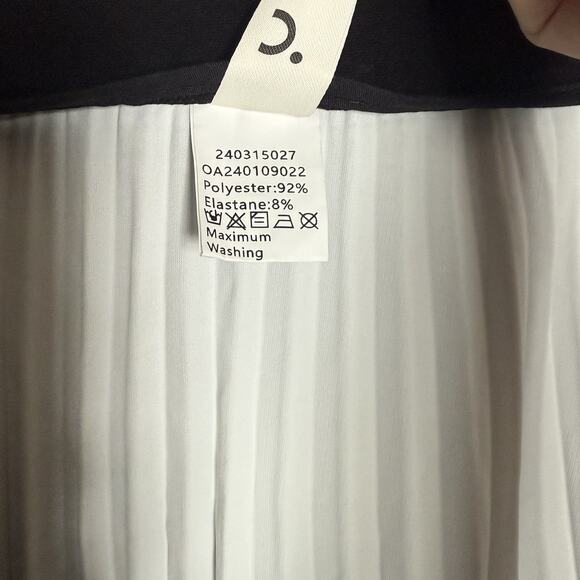 240315027
OA240109022
Polyester:92%
Elastane:8%
Maximum
Washing